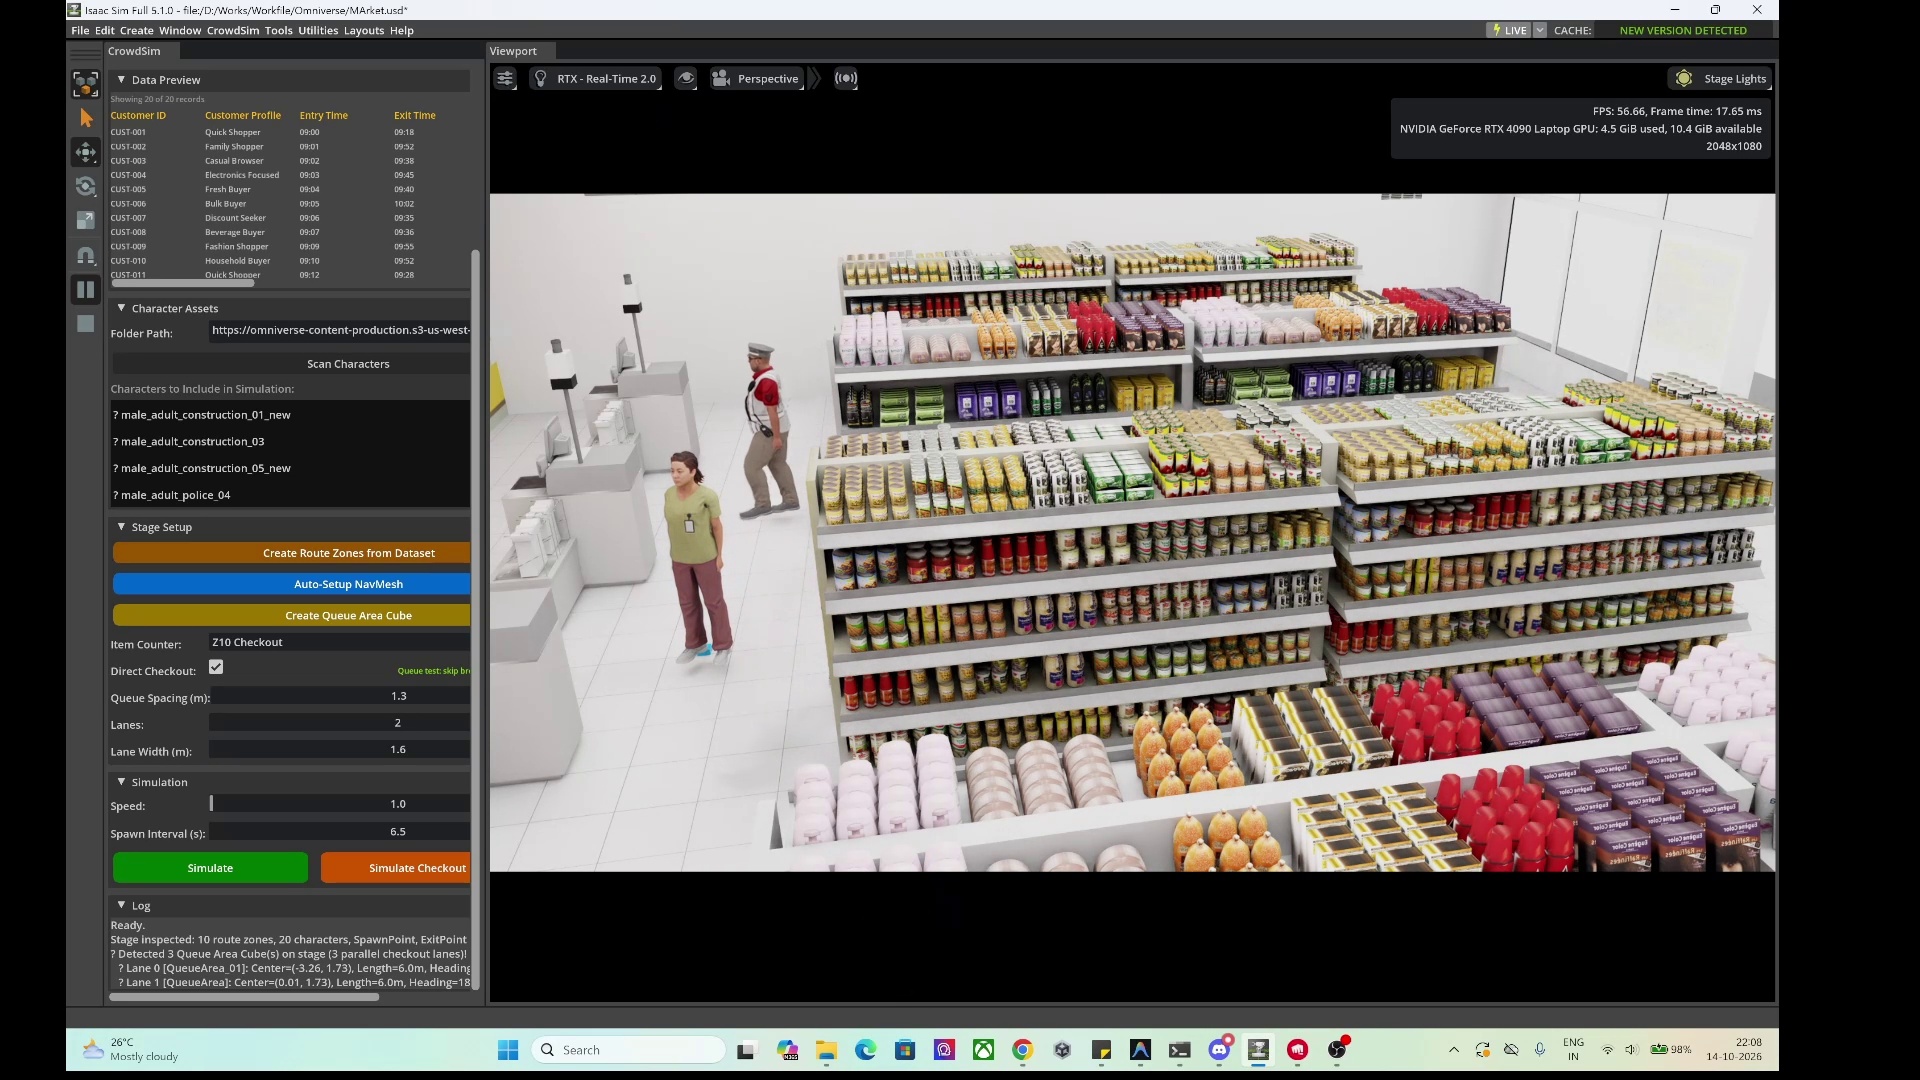 Isaac Sim Full 5.1.0 - file:/D:/Works/Workfile/Omniverse/MArket.usd*
File Edit Create Window CrowdSim Tools Utilities Layouts Help
LIVE CACHE: NEW VERSION DETECTED
CrowdSim
Viewport
RTX - Real-Time 2.0
Perspective
Stage Lights
FPS: 56.66, Frame time: 17.65 ms
NVIDIA GeForce RTX 4090 Laptop GPU: 4.5 GiB used, 10.4 GiB available
2048x1080
Data Preview
Showing 20 of 20 records
Customer ID Customer Profile Entry Time Exit Time
CUST-001 Quick Shopper 09:00 09:18
CUST-002 Family Shopper 09:01 09:52
CUST-003 Casual Browser 09:02 09:38
CUST-004 Electronics Focused 09:03 09:45
CUST-005 Fresh Buyer 09:04 09:40
CUST-006 Bulk Buyer 09:05 10:02
CUST-007 Discount Seeker 09:06 09:35
CUST-008 Beverage Buyer 09:07 09:36
CUST-009 Fashion Shopper 09:09 09:55
CUST-010 Household Buyer 09:10 09:52
CUST-011 Quick Shopper 09:12 09:28
Character Assets
Folder Path: https://omniverse-content-production.s3-us-west-
Scan Characters
Characters to Include in Simulation:
? male_adult_construction_01_new
? male_adult_construction_03
? male_adult_construction_05_new
? male_adult_police_04
Stage Setup
Create Route Zones from Dataset
Auto-Setup NavMesh
Create Queue Area Cube
Item Counter: Z10 Checkout
Direct Checkout: Queue test: skip br
Queue Spacing (m): 1.3
Lanes: 2
Lane Width (m): 1.6
Simulation
Speed: 1.0
Spawn Interval (s): 6.5
Simulate
Simulate Checkout
Log
Ready.
Stage inspected: 10 route zones, 20 characters, SpawnPoint, ExitPoint
? Detected 3 Queue Area Cube(s) on stage (3 parallel checkout lanes)!
? Lane 0 [QueueArea_01]: Center=(-3.26, 1.73), Length=6.0m, Heading
? Lane 1 [QueueArea]: Center=(0.01, 1.73), Length=6.0m, Heading=18
26°C
Mostly cloudy
Search
ENG
IN
98%
22:08
14-10-2026